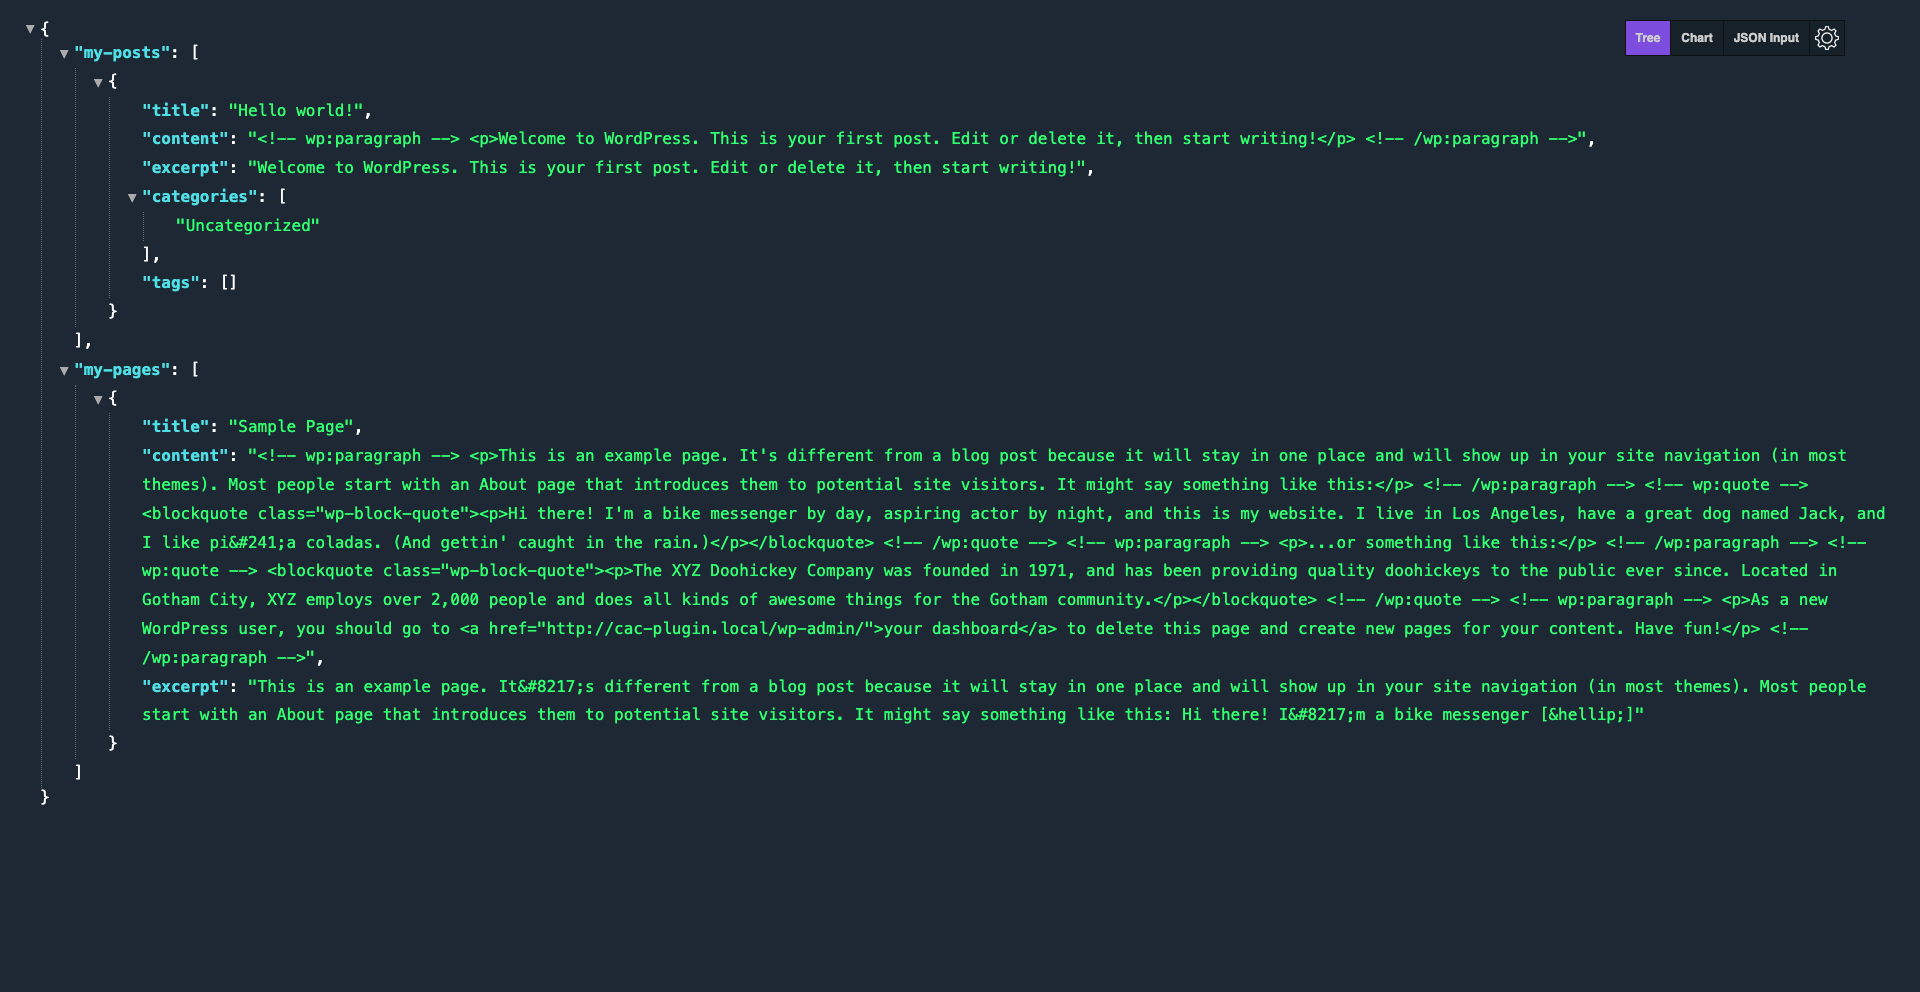 {
Tree Chart JSON Input
"my-posts": [
{
"title": "Hello world!",
"content": "<!-- wp:paragraph --> <p>Welcome to WordPress. This is your first post. Edit or delete it, then start writing!</p> <!-- /wp:paragraph -->",
"excerpt": "Welcome to WordPress. This is your first post. Edit or delete it, then start writing!",
"categories": [
"Uncategorized"
],
"tags": []
}
],
"my-pages": [
{
"title": "Sample Page",
"content": "<!-- wp:paragraph --> <p>This is an example page. It's different from a blog post because it will stay in one place and will show up in your site navigation (in most
themes). Most people start with an About page that introduces them to potential site visitors. It might say something like this:</p> <!-- /wp:paragraph --> <!-- wp:quote -->
<blockquote class="wp-block-quote"><p>Hi there! I'm a bike messenger by day, aspiring actor by night, and this is my website. I live in Los Angeles, have a great dog named Jack, and
I like pi&#241;a coladas. (And gettin' caught in the rain.)</p></blockquote> <!-- /wp:quote --> <!-- wp:paragraph --> <p>...or something like this:</p> <!-- /wp:paragraph --> <!--
wp:quote --> <blockquote class="wp-block-quote"><p>The XYZ Doohickey Company was founded in 1971, and has been providing quality doohickeys to the public ever since. Located in
Gotham City, XYZ employs over 2,000 people and does all kinds of awesome things for the Gotham community.</p></blockquote> <!-- /wp:quote --> <!-- wp:paragraph --> <p>As a new
WordPress user, you should go to <a href="http://cac-plugin.local/wp-admin/">your dashboard</a> to delete this page and create new pages for your content. Have fun!</p> <!--
/wp:paragraph -->",
"excerpt": "This is an example page. It&#8217;s different from a blog post because it will stay in one place and will show up in your site navigation (in most themes). Most people
start with an About page that introduces them to potential site visitors. It might say something like this: Hi there! I&#8217;m a bike messenger [&hellip;]"
}
]
}